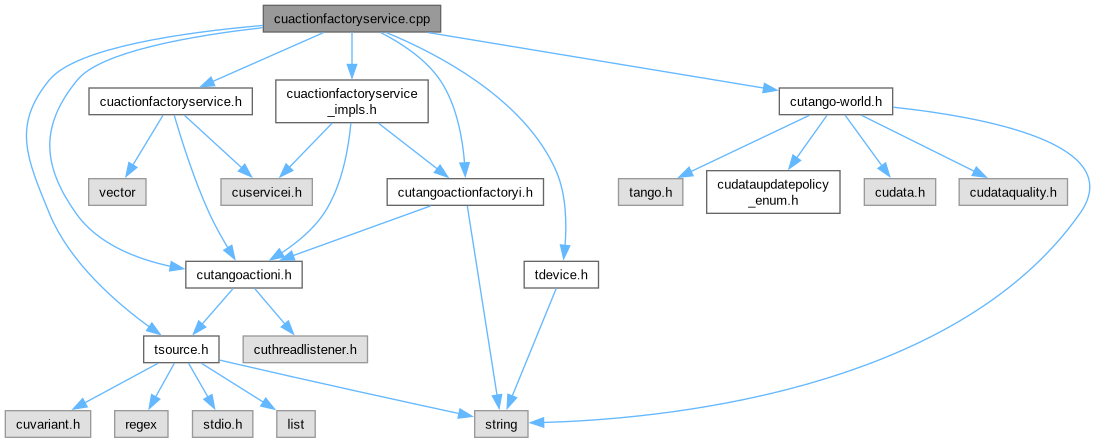 cuactionfactoryservice.cpp
cuactionfactoryservice.h
cuactionfactoryservice
_impls.h
cutango-world.h
vector
cuservicei.h
cutangoactionfactoryi.h
tango.h
cudataupdatepolicy
_enum.h
cudata.h
cudataquality.h
cutangoactioni.h
tdevice.h
tsource.h
cuthreadlistener.h
cuvariant.h
regex
stdio.h
list
string